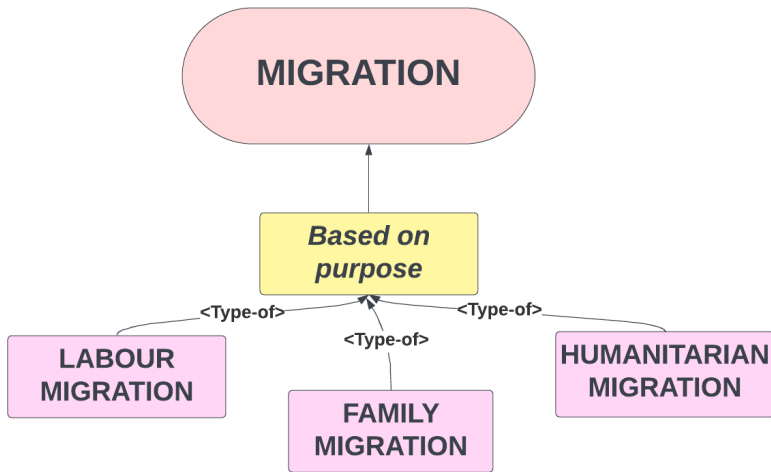 MIGRATION
Based on
purpose
<Type-of>
<Type-of>
<Type-of>
LABOUR
MIGRATION
FAMILY
MIGRATION
HUMANITARIAN
MIGRATION